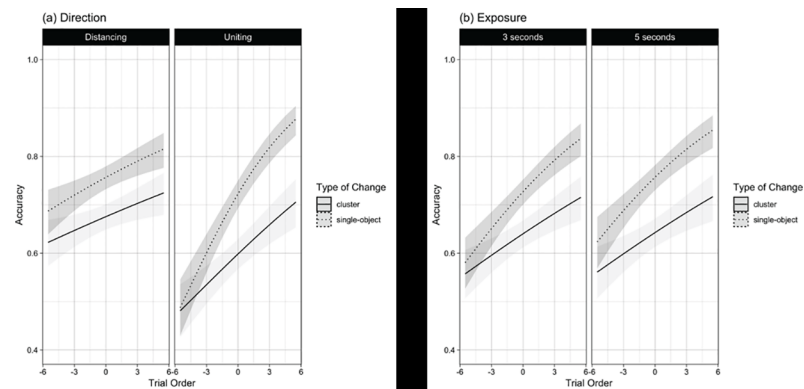 (a) Direction
Distancing
Uniting
1.0
0.8
0.6
0.4
Accuracy
-6 -3 0 3 6-6 -3 0 3 6
Trial Order
Type of Change
cluster
single-object
(b) Exposure
3 seconds
5 seconds
1.0
0.8
0.6
0.4
Accuracy
-6 -3 0 3 6-6 -3 0 3 6
Trial Order
Type of Change
cluster
single-object